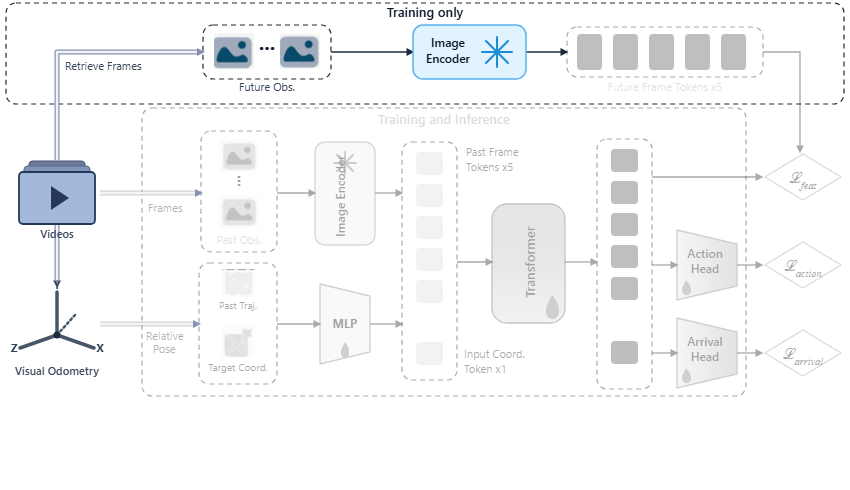 Training only
Retrieve Frames
Future Obs.
Image
Encoder
Future Frame Tokens x5
Training and Inference
Videos
Frames
Past Obs.
Image Encoder
Past Frame
Tokens x5
Transformer
ℒfeat
Action
Head
ℒaction
Y
Z
X
Visual Odometry
Relative
Pose
Past Traj.
Target Coord.
MLP
Input Coord.
Token x1
Arrival
Head
ℒarrival